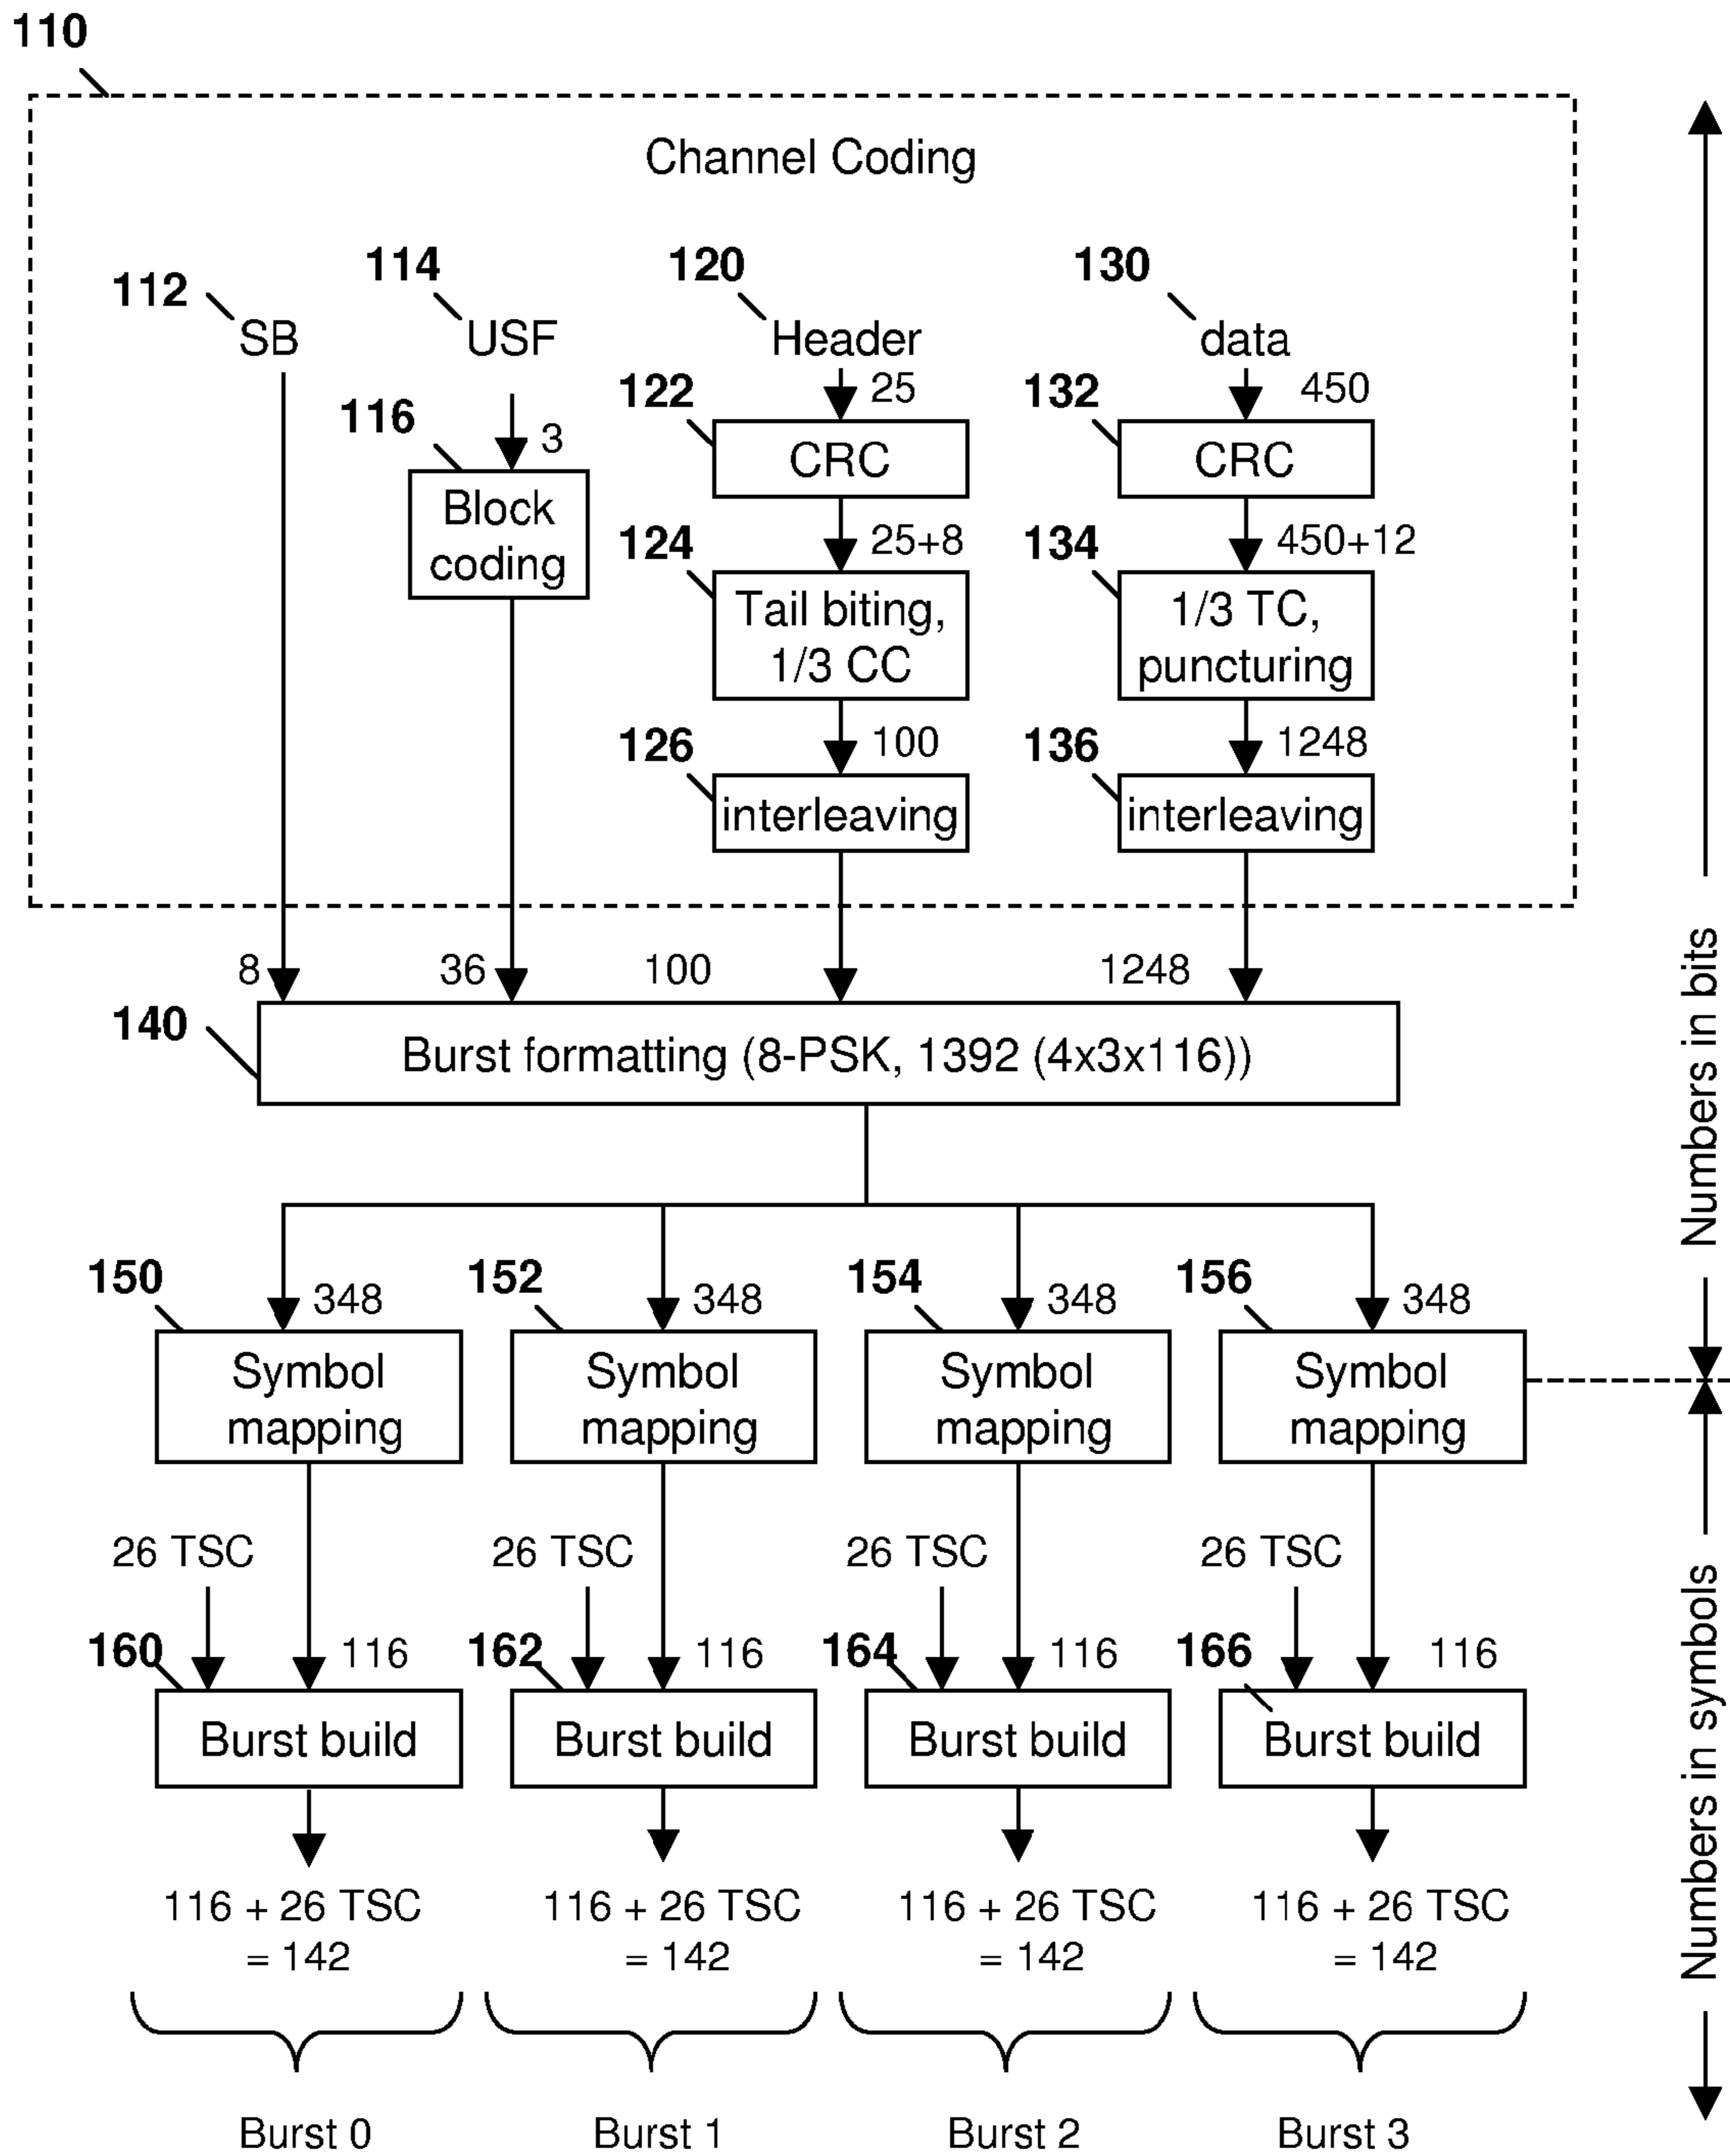 110
Channel Coding
112
114
120
130
SB
USF
Header
data
116
3
122
25
132
450
Block
coding
CRC
CRC
124
25+8
134
450+12
Tail biting,
1/3 CC
1/3 TC,
puncturing
126
100
136
1248
interleaving
interleaving
8
36
100
1248
140
Burst formatting (8-PSK, 1392 (4x3x116))
Numbers in bits
150
348
152
348
154
348
156
348
Symbol
mapping
Symbol
mapping
Symbol
mapping
Symbol
mapping
26 TSC
26 TSC
26 TSC
26 TSC
160
116
162
116
164
116
166
116
Burst build
Burst build
Burst build
Burst build
Numbers in symbols
116 + 26 TSC
= 142
116 + 26 TSC
= 142
116 + 26 TSC
= 142
116 + 26 TSC
= 142
Burst 0
Burst 1
Burst 2
Burst 3